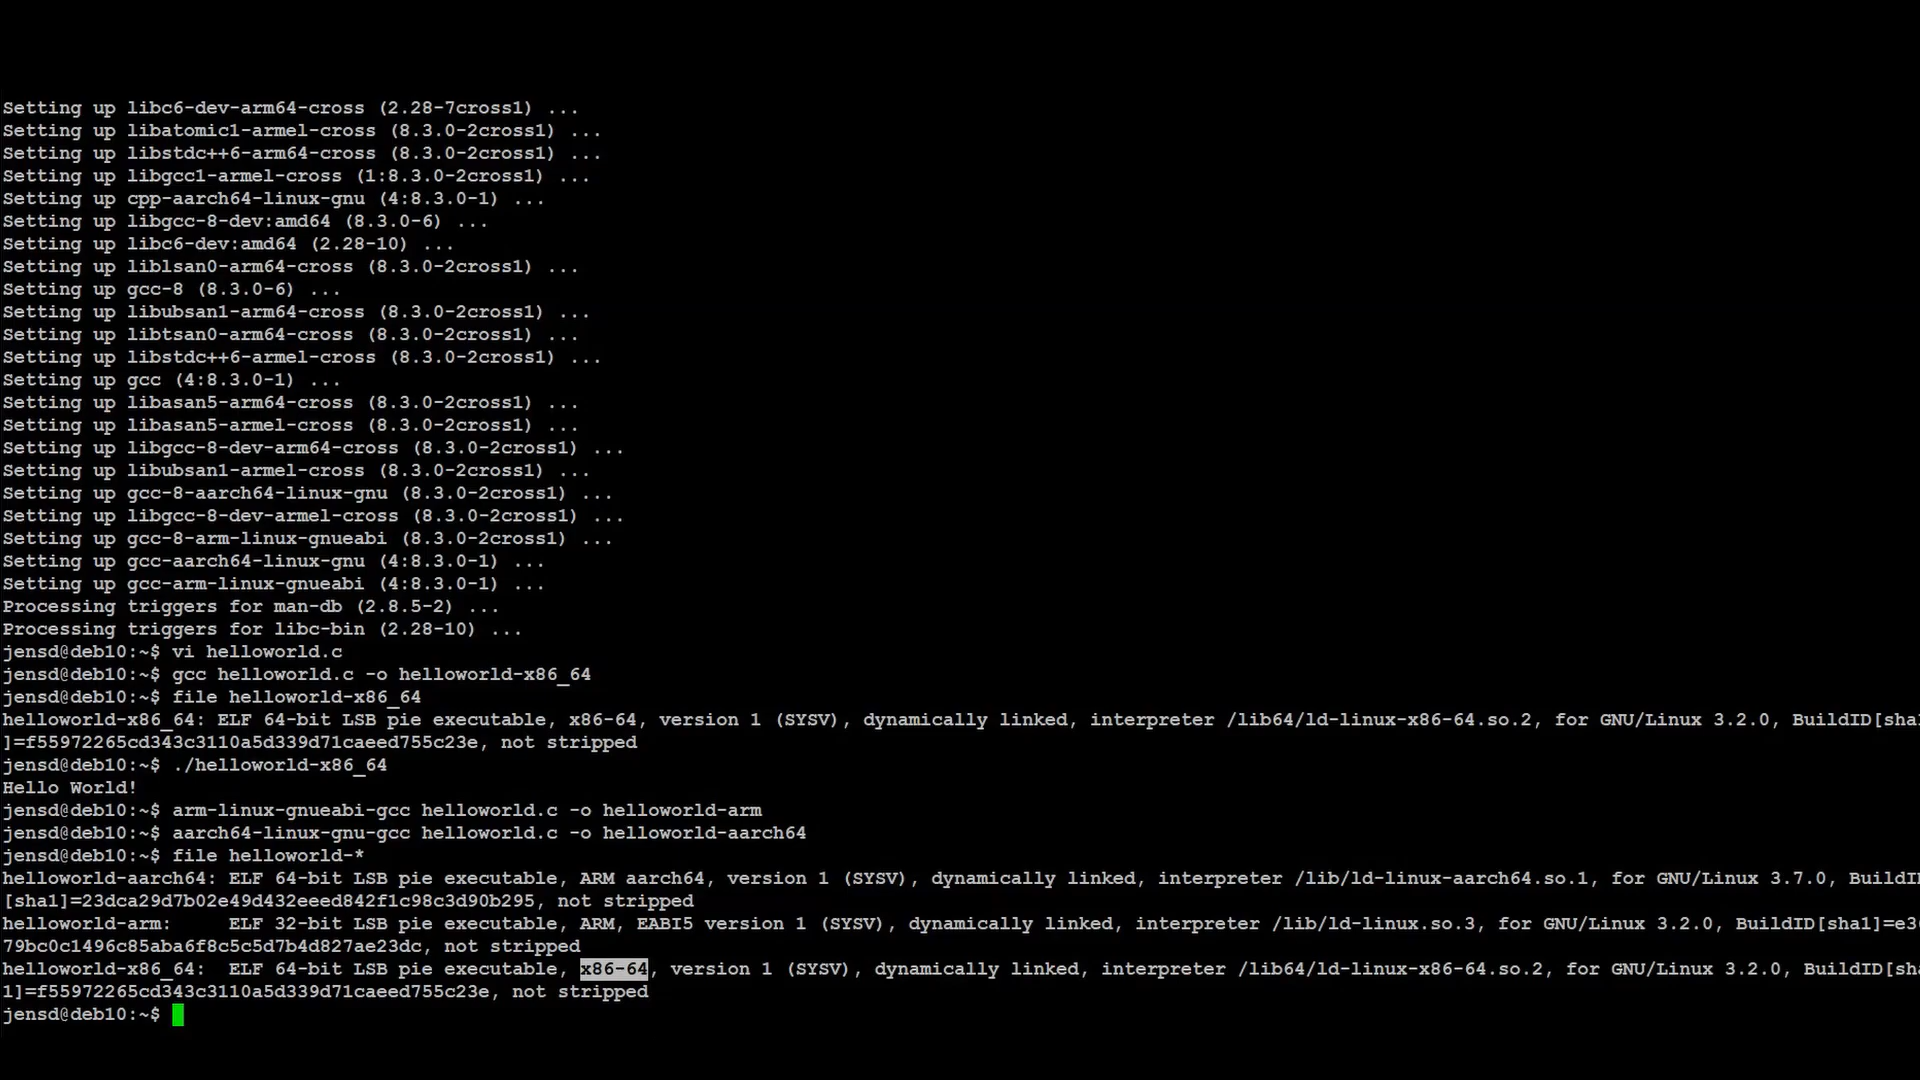 Setting up libc6-dev-arm64-cross (2.28-7cross1) ...
Setting up libatomic1-armel-cross (8.3.0-2cross1) ...
Setting up libstdc++6-arm64-cross (8.3.0-2cross1) ...
Setting up libgcc1-armel-cross (1:8.3.0-2cross1) ...
Setting up cpp-aarch64-linux-gnu (4:8.3.0-1) ...
Setting up libgcc-8-dev:amd64 (8.3.0-6) ...
Setting up libc6-dev:amd64 (2.28-10) ...
Setting up liblsan0-arm64-cross (8.3.0-2cross1) ...
Setting up gcc-8 (8.3.0-6) ...
Setting up libubsan1-arm64-cross (8.3.0-2cross1) ...
Setting up libtsan0-arm64-cross (8.3.0-2cross1) ...
Setting up libstdc++6-armel-cross (8.3.0-2cross1) ...
Setting up gcc (4:8.3.0-1) ...
Setting up libasan5-arm64-cross (8.3.0-2cross1) ...
Setting up libasan5-armel-cross (8.3.0-2cross1) ...
Setting up libgcc-8-dev-arm64-cross (8.3.0-2cross1) ...
Setting up libubsan1-armel-cross (8.3.0-2cross1) ...
Setting up gcc-8-aarch64-linux-gnu (8.3.0-2cross1) ...
Setting up libgcc-8-dev-armel-cross (8.3.0-2cross1) ...
Setting up gcc-8-arm-linux-gnueabi (8.3.0-2cross1) ...
Setting up gcc-aarch64-linux-gnu (4:8.3.0-1) ...
Setting up gcc-arm-linux-gnueabi (4:8.3.0-1) ...
Processing triggers for man-db (2.8.5-2) ...
Processing triggers for libc-bin (2.28-10) ...
jensd@deb10:~$ vi helloworld.c
jensd@deb10:~$ gcc helloworld.c -o helloworld-x86_64
jensd@deb10:~$ file helloworld-x86_64
helloworld-x86_64: ELF 64-bit LSB pie executable, x86-64, version 1 (SYSV), dynamically linked, interpreter /lib64/ld-linux-x86-64.so.2, for GNU/Linux 3.2.0, BuildID[sha1
]=f55972265cd343c3110a5d339d71caeed755c23e, not stripped
jensd@deb10:~$ ./helloworld-x86_64
Hello World!
jensd@deb10:~$ arm-linux-gnueabi-gcc helloworld.c -o helloworld-arm
jensd@deb10:~$ aarch64-linux-gnu-gcc helloworld.c -o helloworld-aarch64
jensd@deb10:~$ file helloworld-*
helloworld-aarch64: ELF 64-bit LSB pie executable, ARM aarch64, version 1 (SYSV), dynamically linked, interpreter /lib/ld-linux-aarch64.so.1, for GNU/Linux 3.7.0, BuildID
[sha1]=23dca29d7b02e49d432eeed842f1c98c3d90b295, not stripped
helloworld-arm: ELF 32-bit LSB pie executable, ARM, EABI5 version 1 (SYSV), dynamically linked, interpreter /lib/ld-linux.so.3, for GNU/Linux 3.2.0, BuildID[sha1]=e3
79bc0c1496c85aba6f8c5c5d7b4d827ae23dc, not stripped
helloworld-x86_64: ELF 64-bit LSB pie executable, x86-64, version 1 (SYSV), dynamically linked, interpreter /lib64/ld-linux-x86-64.so.2, for GNU/Linux 3.2.0, BuildID[sha
1]=f55972265cd343c3110a5d339d71caeed755c23e, not stripped
jensd@deb10:~$